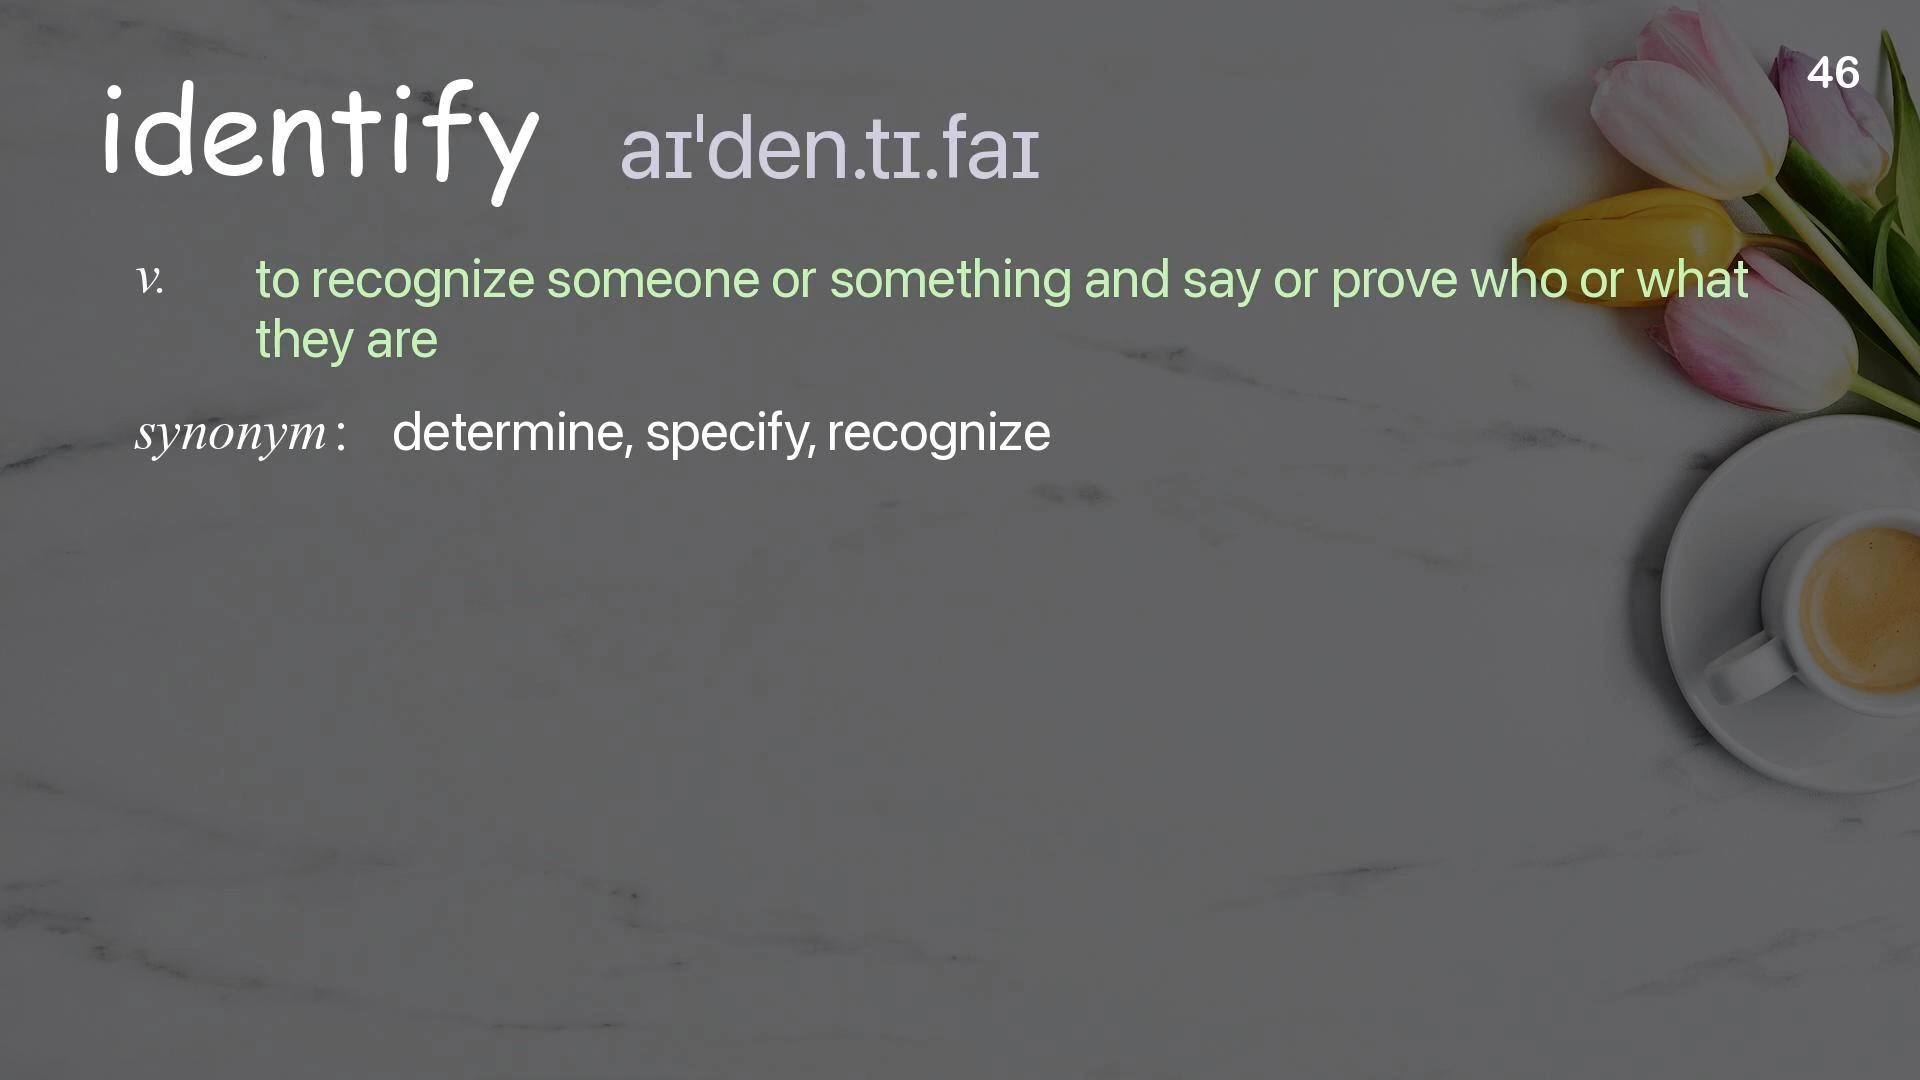 46
identify aɪˈden.tɪ.faɪ
v. to recognize someone or something and say or prove who or what
they are
synonym: determine, specify, recognize